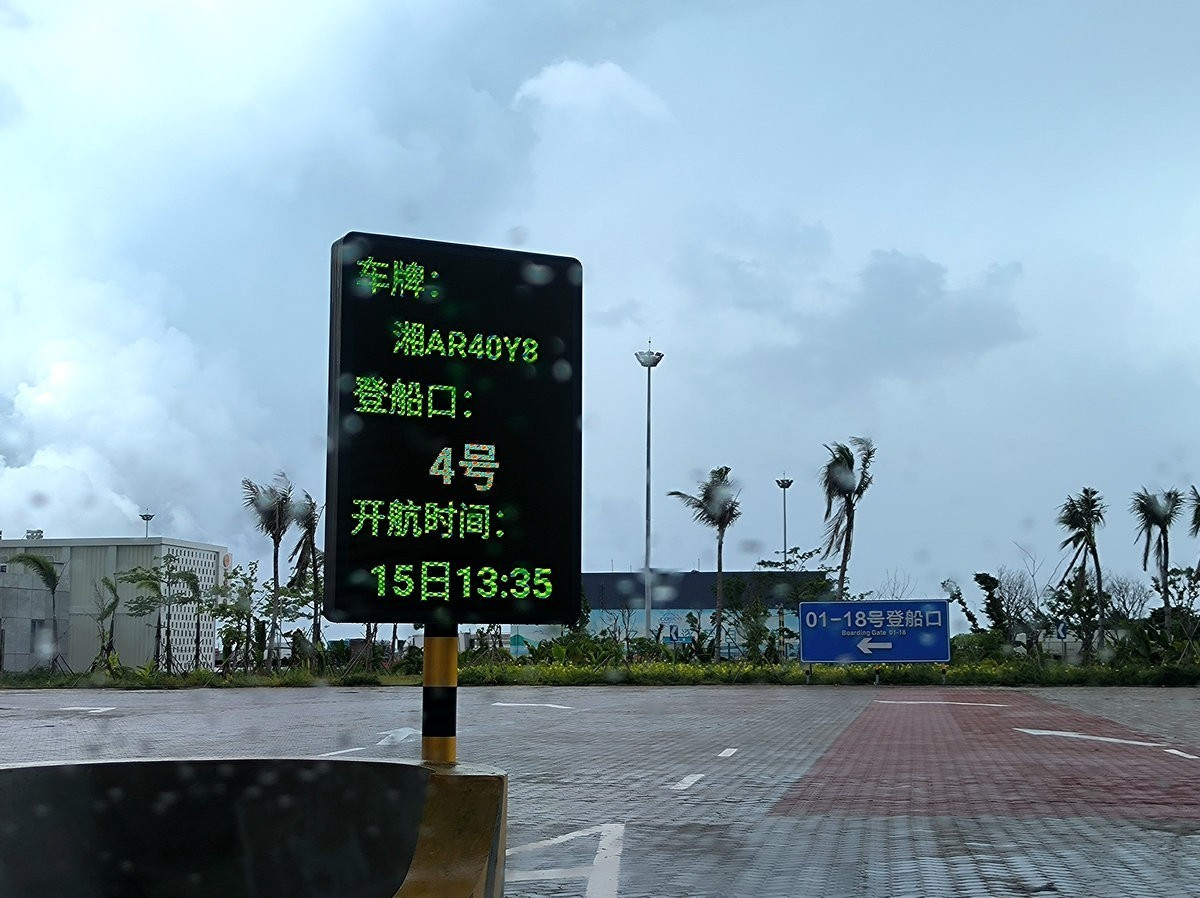 车牌：
湘AR40Y8
登船口：
4号
开航时间：
15日13:35
01-18号登船口
Boarding Gate 01-18